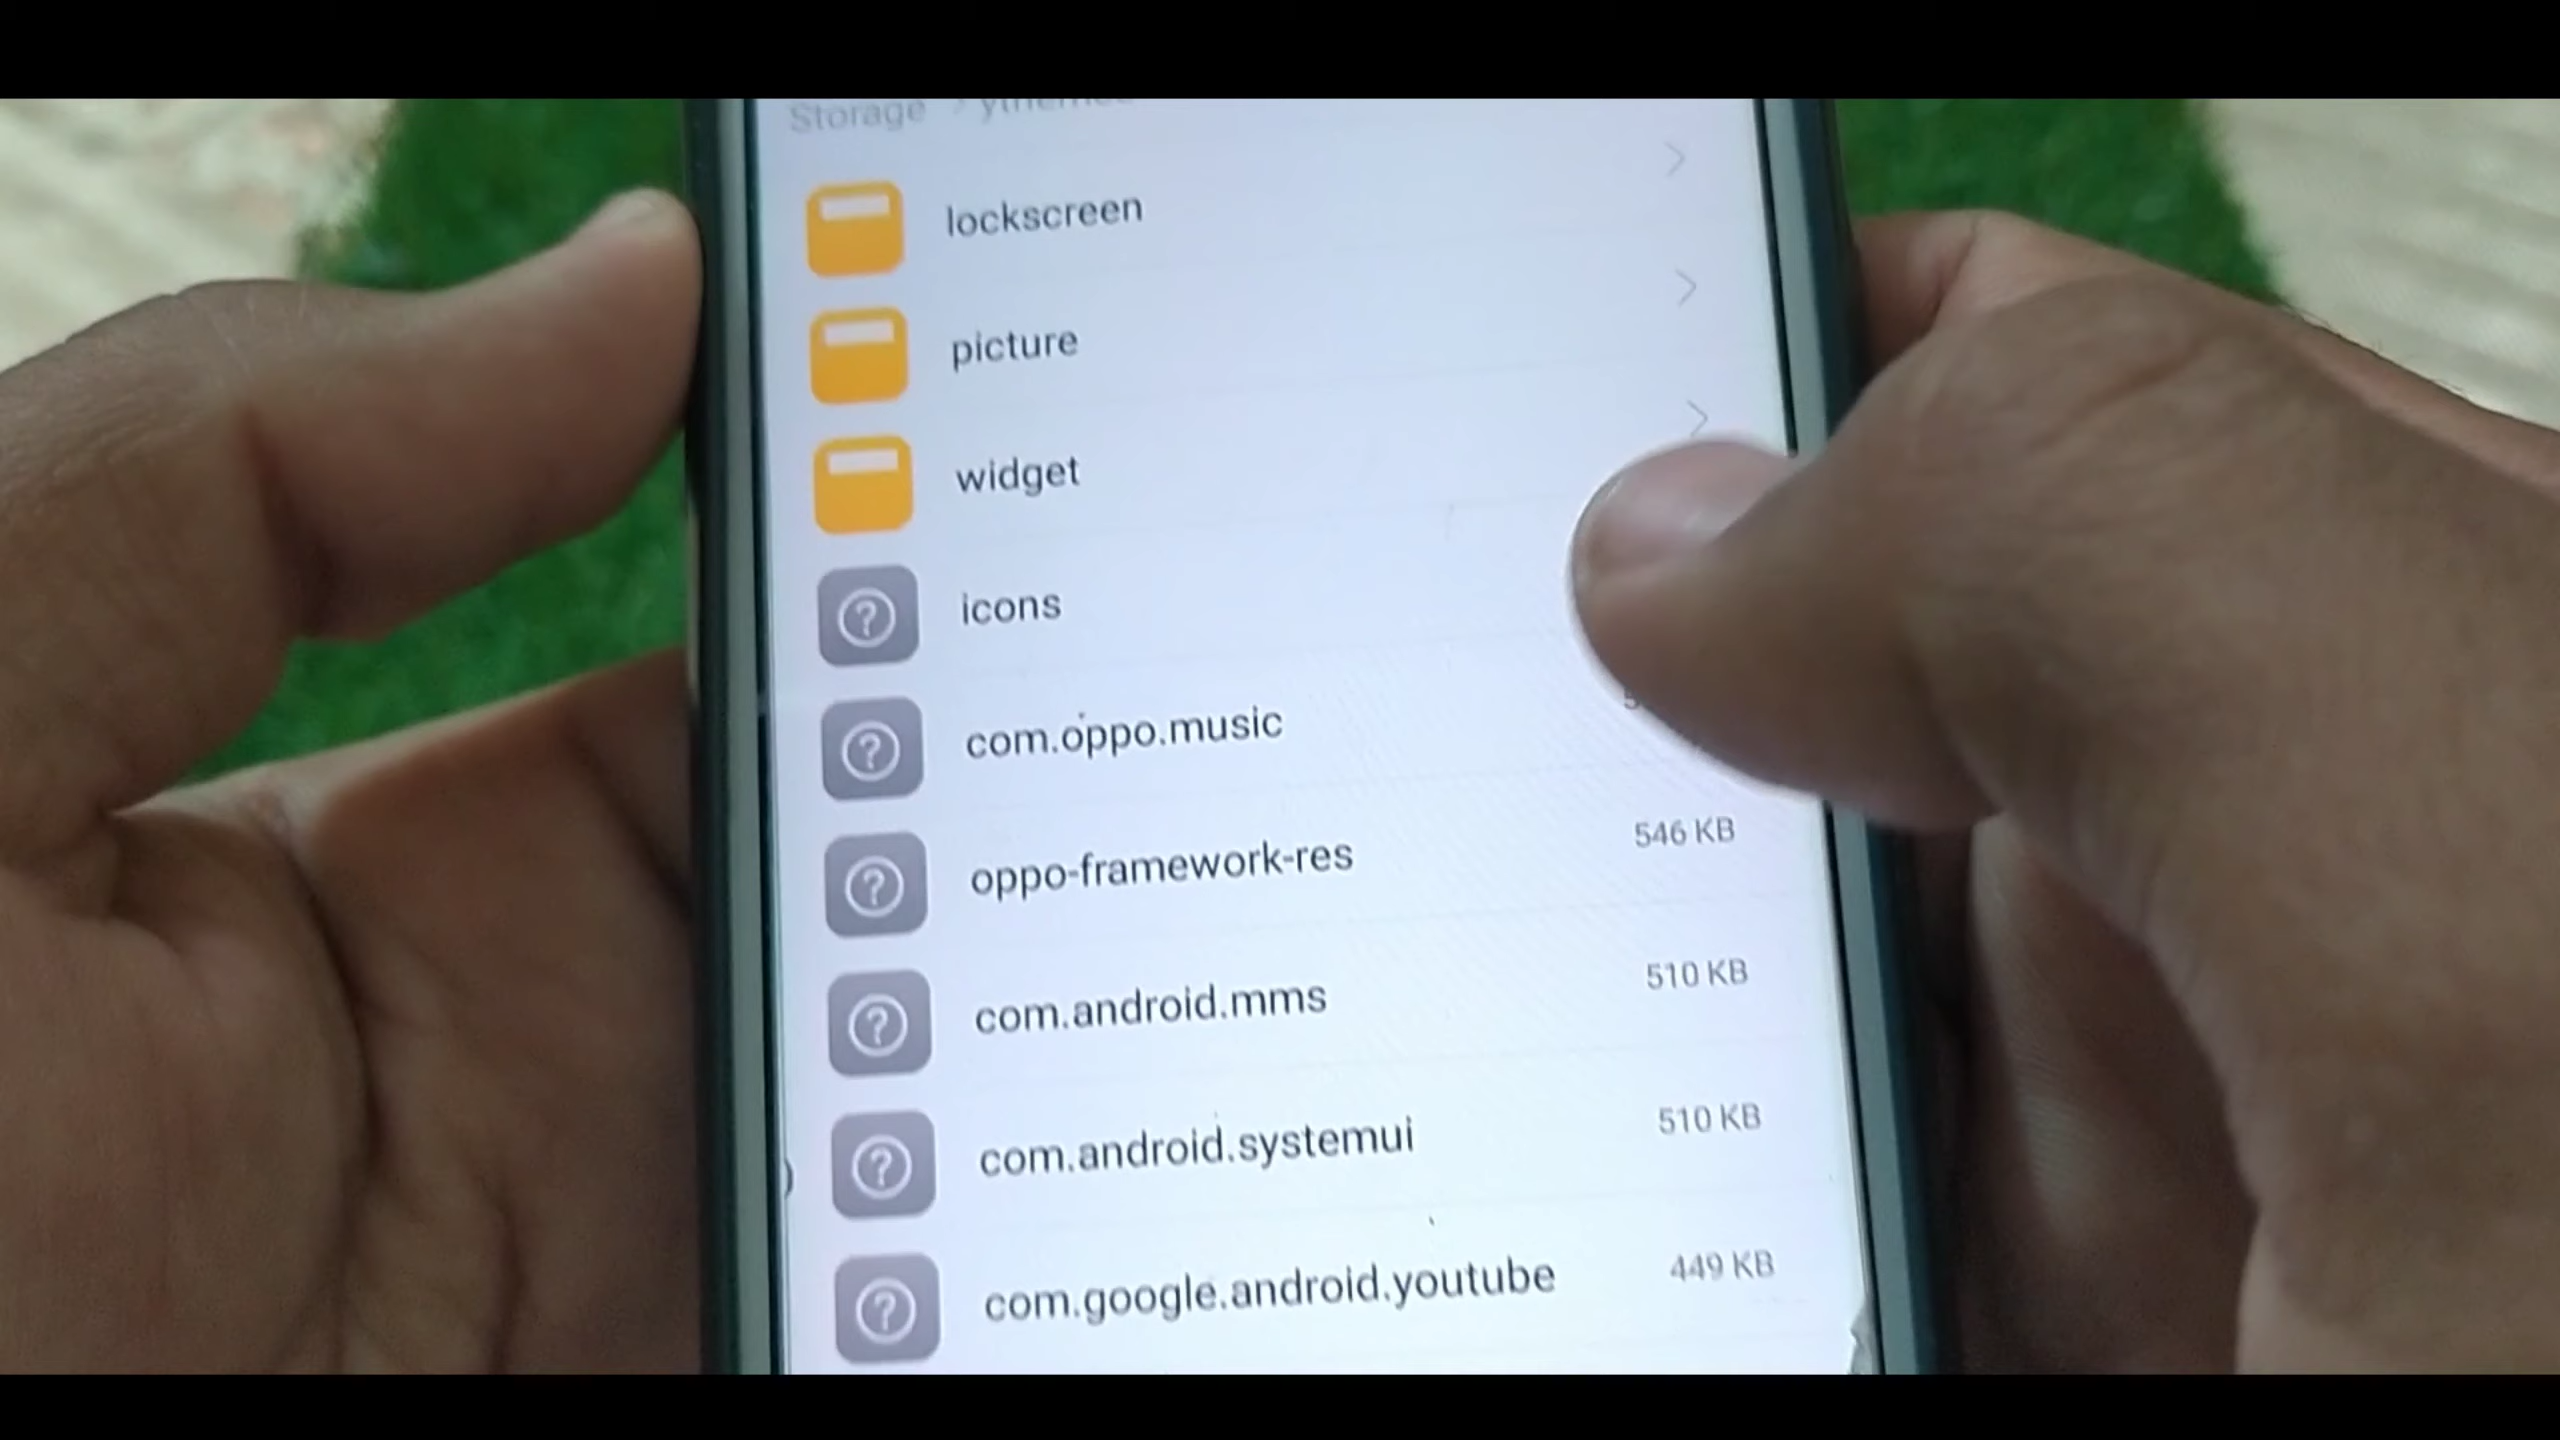 Storage
lockscreen
picture
widget
icons
com.oppo.music
oppo-framework-res 546 KB
com.android.mms 510 KB
com.android.systemui 510 KB
com.google.android.youtube 449 KB